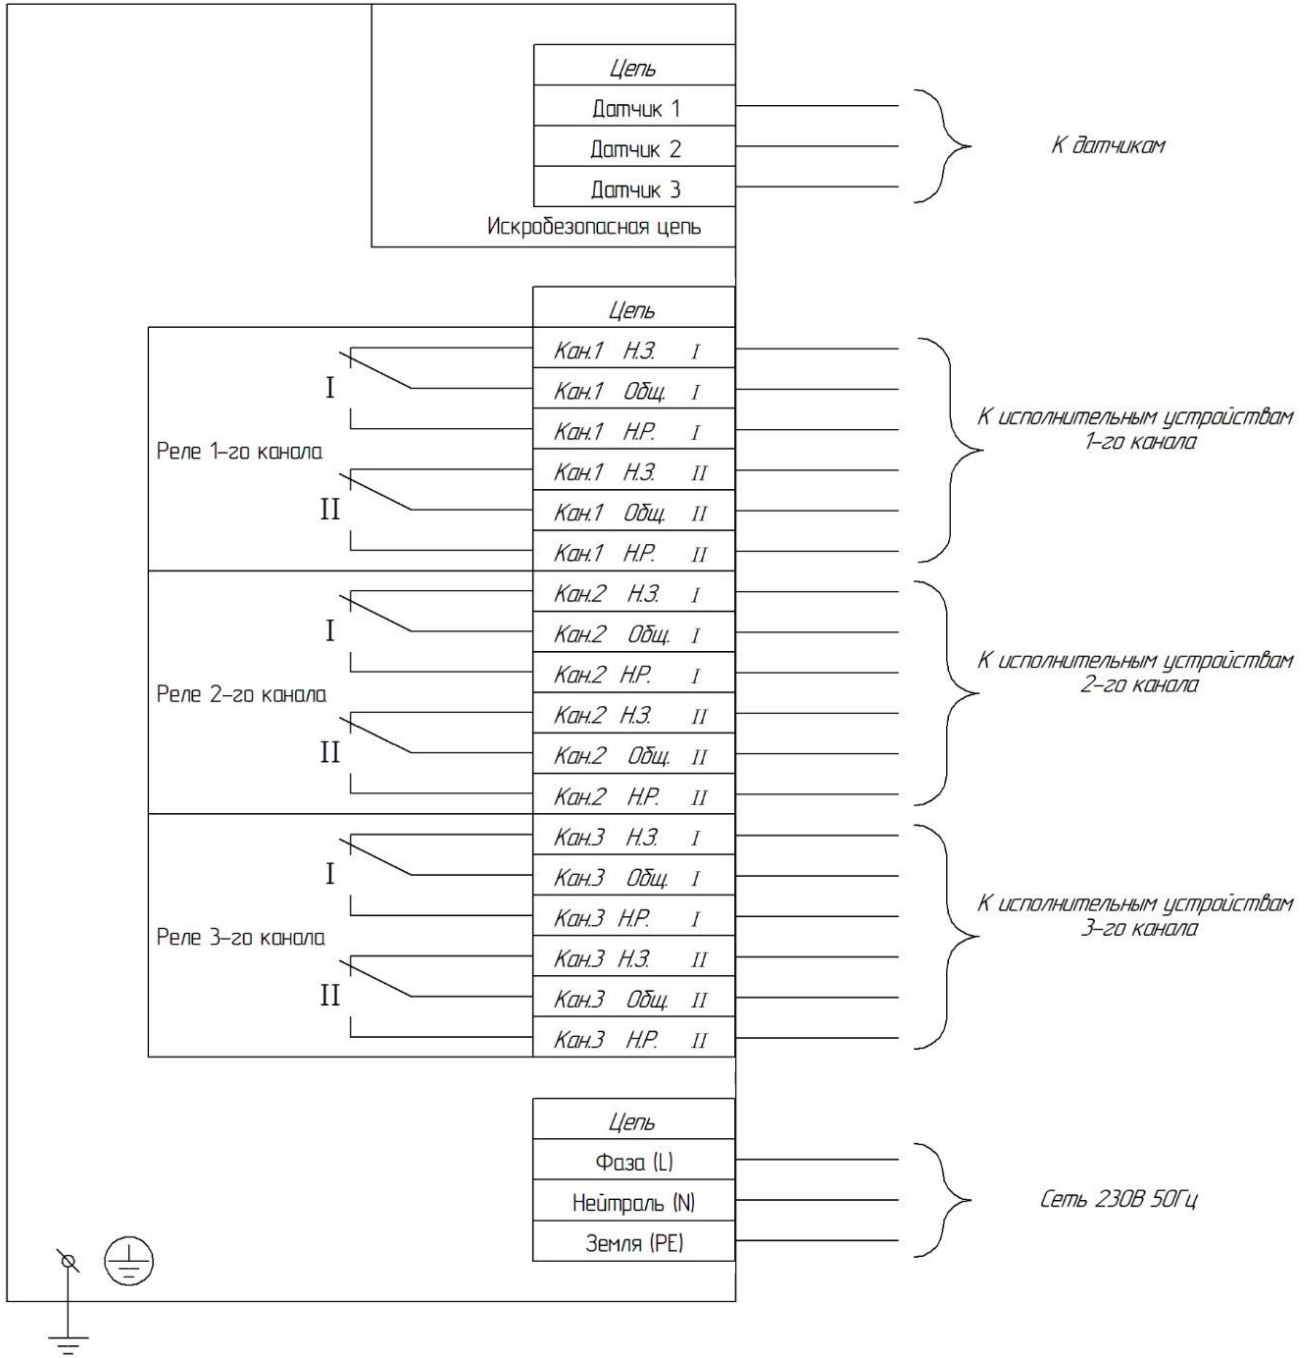 Цепь
Датчик 1
Датчик 2
Датчик 3
К датчикам
Искробезопасная цепь
Цепь
Реле 1-го канала
I
II
Кан.1 Н.З. I
Кан.1 Общ. I
Кан.1 Н.Р. I
Кан.1 Н.З. II
Кан.1 Общ. II
Кан.1 Н.Р. II
К исполнительным устройствам
1-го канала
Реле 2-го канала
I
II
Кан.2 Н.З. I
Кан.2 Общ. I
Кан.2 Н.Р. I
Кан.2 Н.З. II
Кан.2 Общ. II
Кан.2 Н.Р. II
К исполнительным устройствам
2-го канала
Реле 3-го канала
I
II
Кан.3 Н.З. I
Кан.3 Общ. I
Кан.3 Н.Р. I
Кан.3 Н.З. II
Кан.3 Общ. II
Кан.3 Н.Р. II
К исполнительным устройствам
3-го канала
Цепь
Фаза (L)
Нейтраль (N)
Земля (PE)
Сеть 230В 50Гц